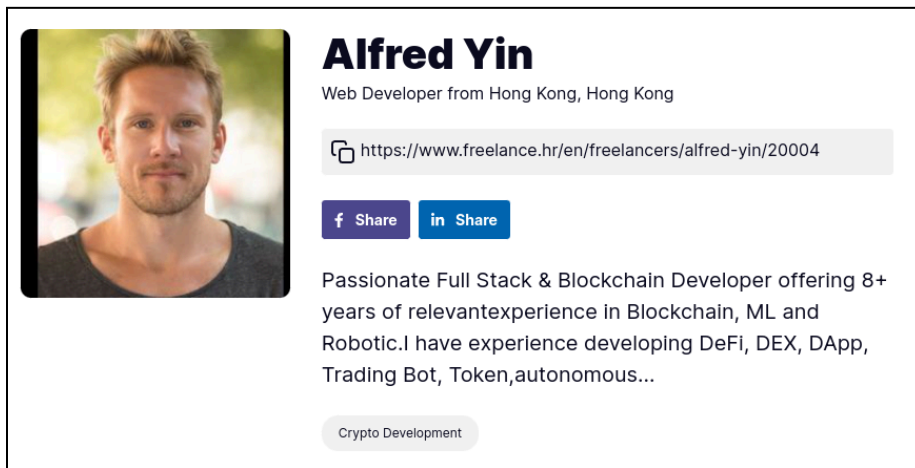 Alfred Yin
Web Developer from Hong Kong, Hong Kong
https://www.freelance.hr/en/freelancers/alfred-yin/20004
f Share in Share
Passionate Full Stack & Blockchain Developer offering 8+
years of relevantexperience in Blockchain, ML and
Robotic.I have experience developing DeFi, DEX, DApp,
Trading Bot, Token,autonomous...
Crypto Development